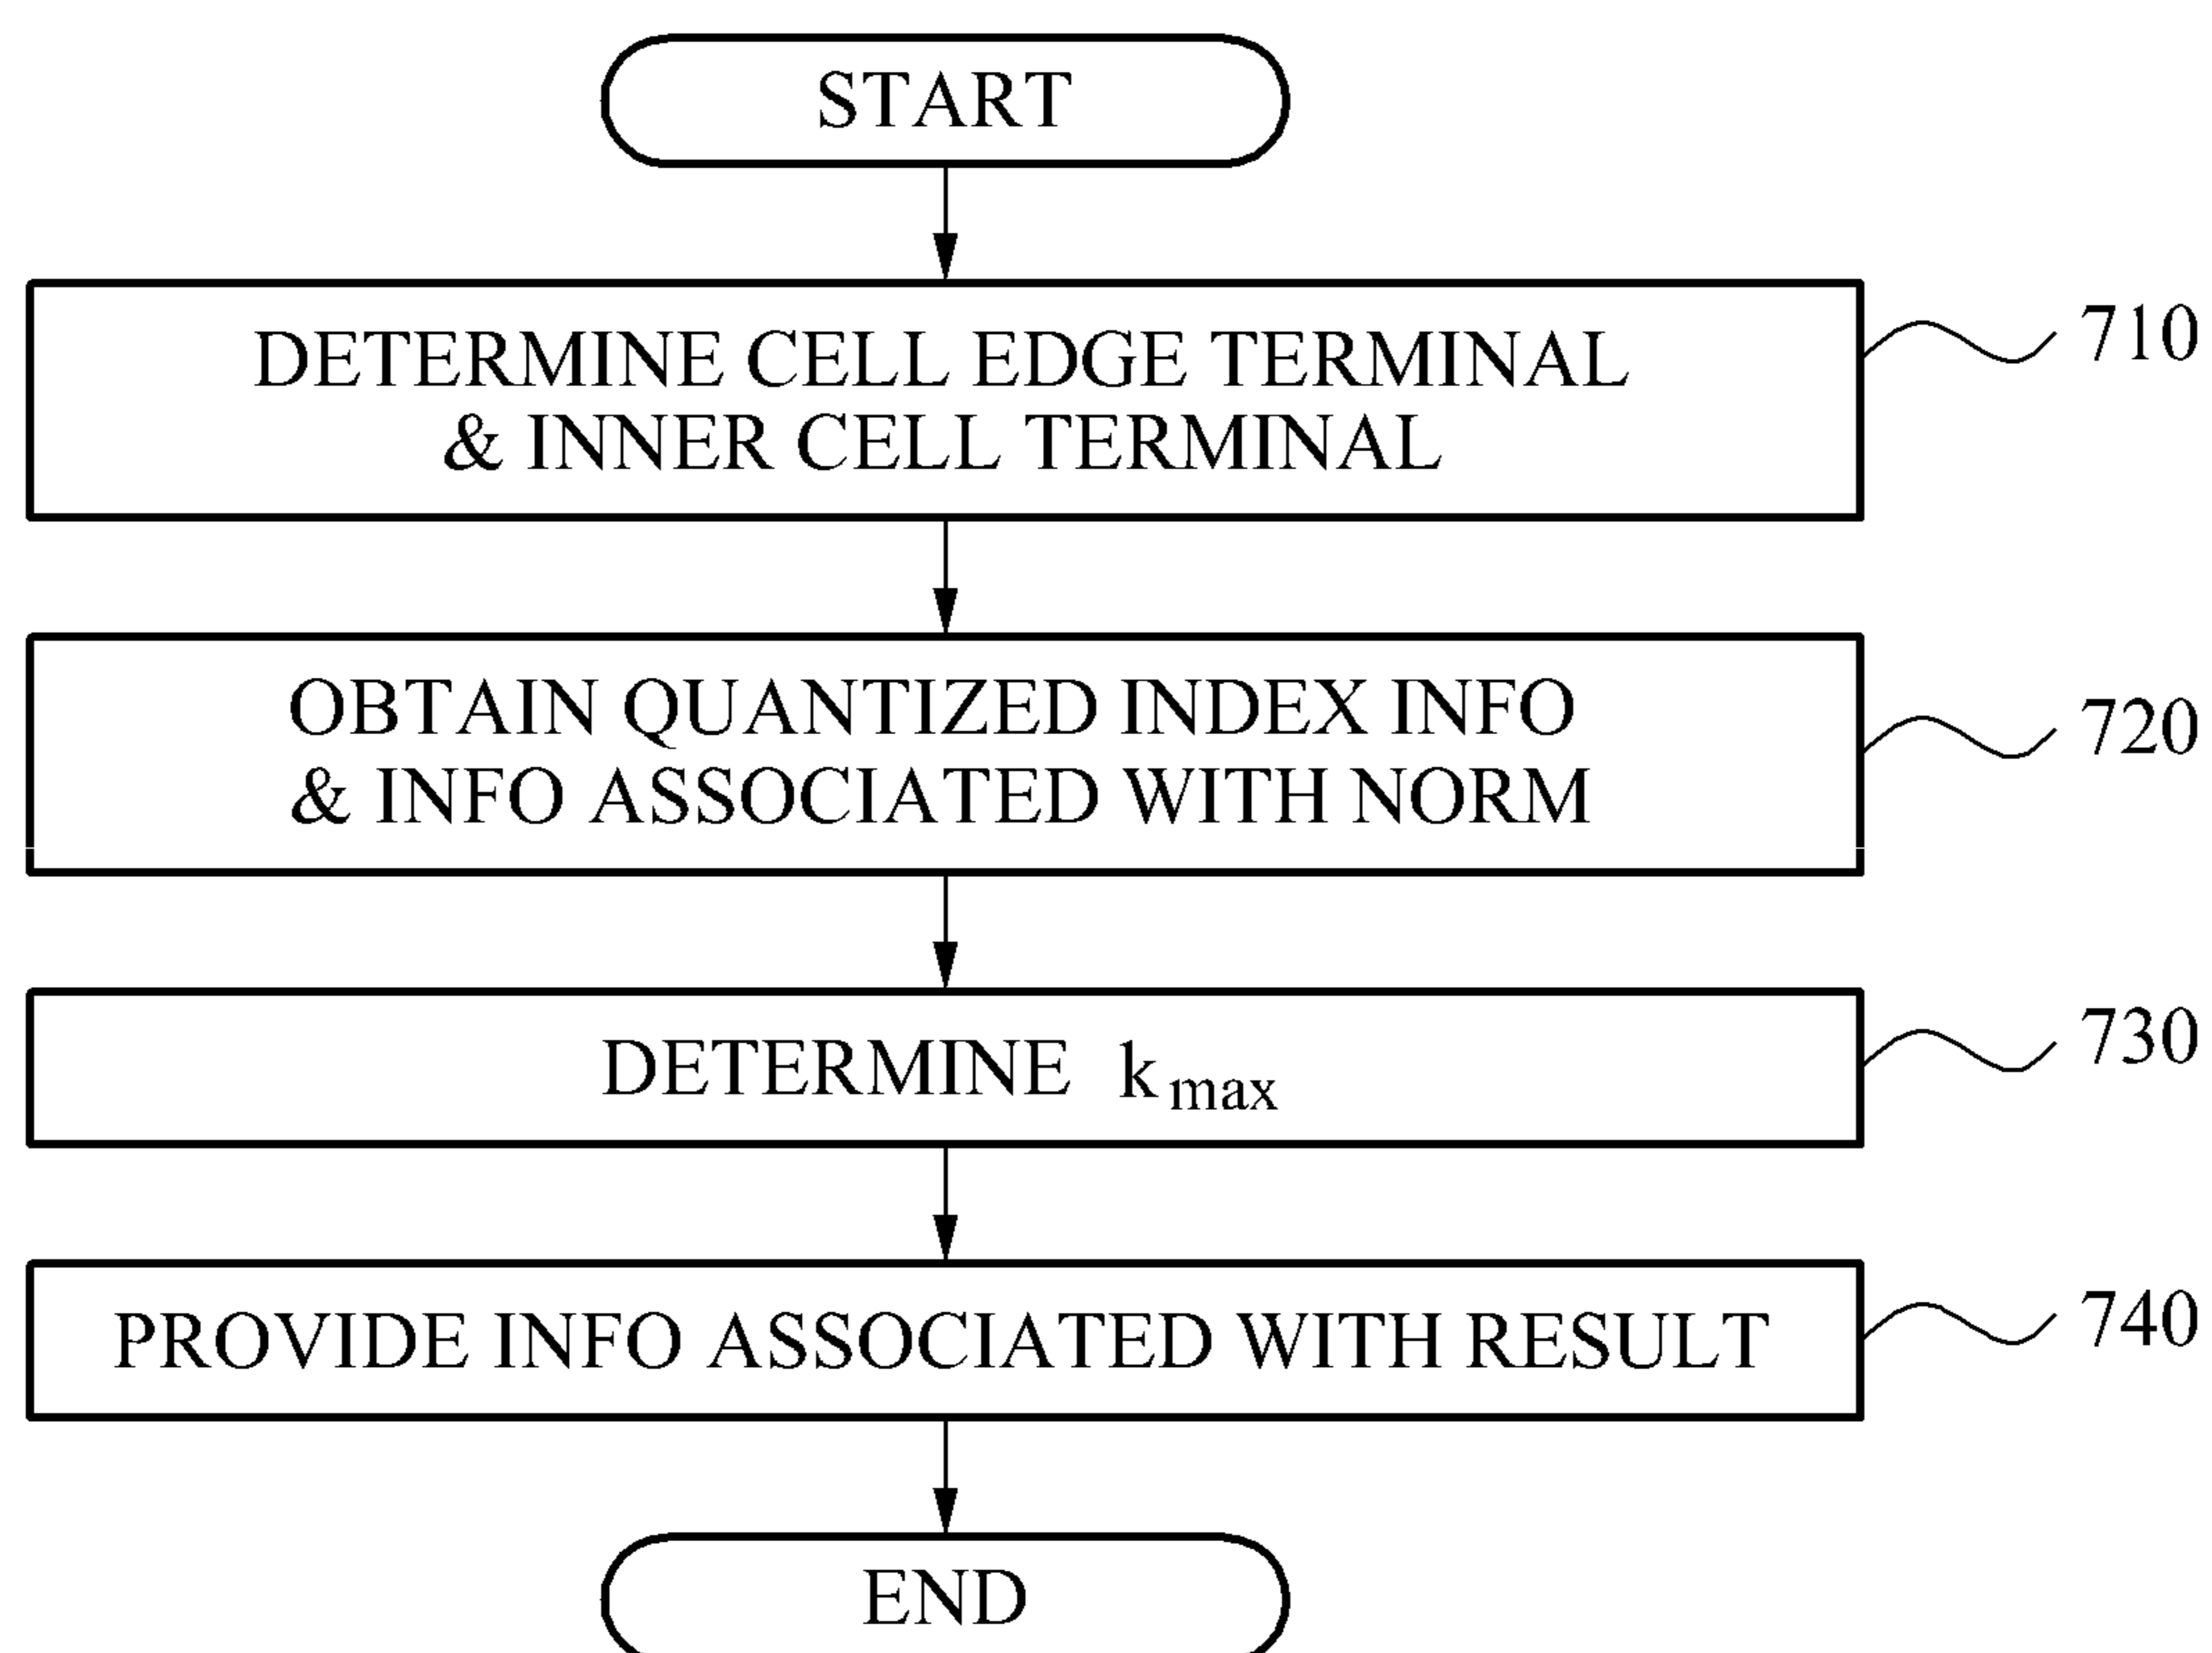 START
DETERMINE CELL EDGE TERMINAL
& INNER CELL TERMINAL
710
OBTAIN QUANTIZED INDEX INFO
& INFO ASSOCIATED WITH NORM
720
DETERMINE kmax
730
PROVIDE INFO ASSOCIATED WITH RESULT
740
END